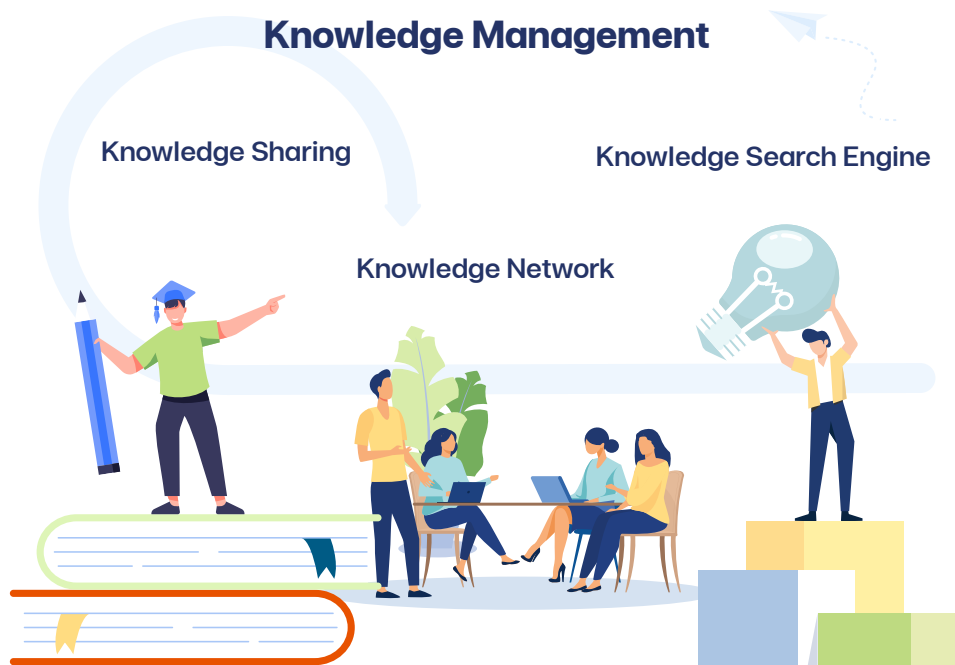 Knowledge Management
Knowledge Sharing
Knowledge Search Engine
Knowledge Network